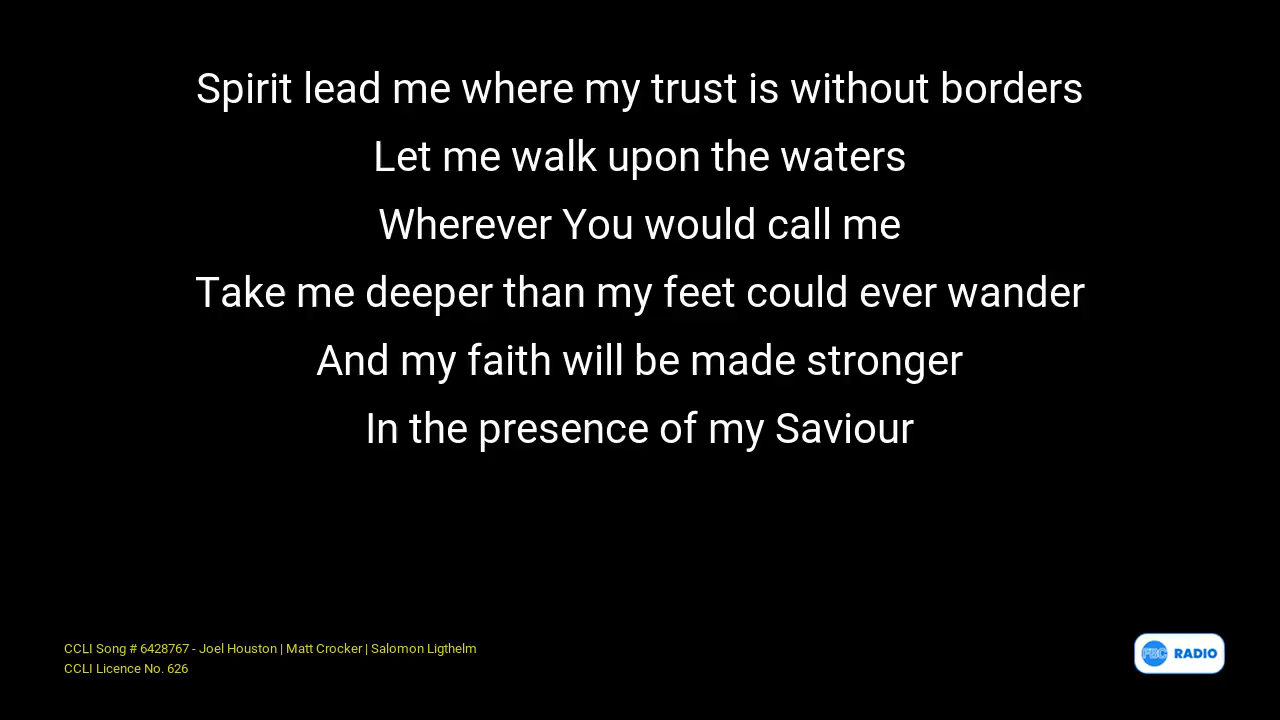 Spirit lead me where my trust is without borders
Let me walk upon the waters
Wherever You would call me
Take me deeper than my feet could ever wander
And my faith will be made stronger
In the presence of my Saviour
CCLI Song # 6428767 - Joel Houston | Matt Crocker | Salomon Ligthelm
CCLI Licence No. 626
FBC RADIO